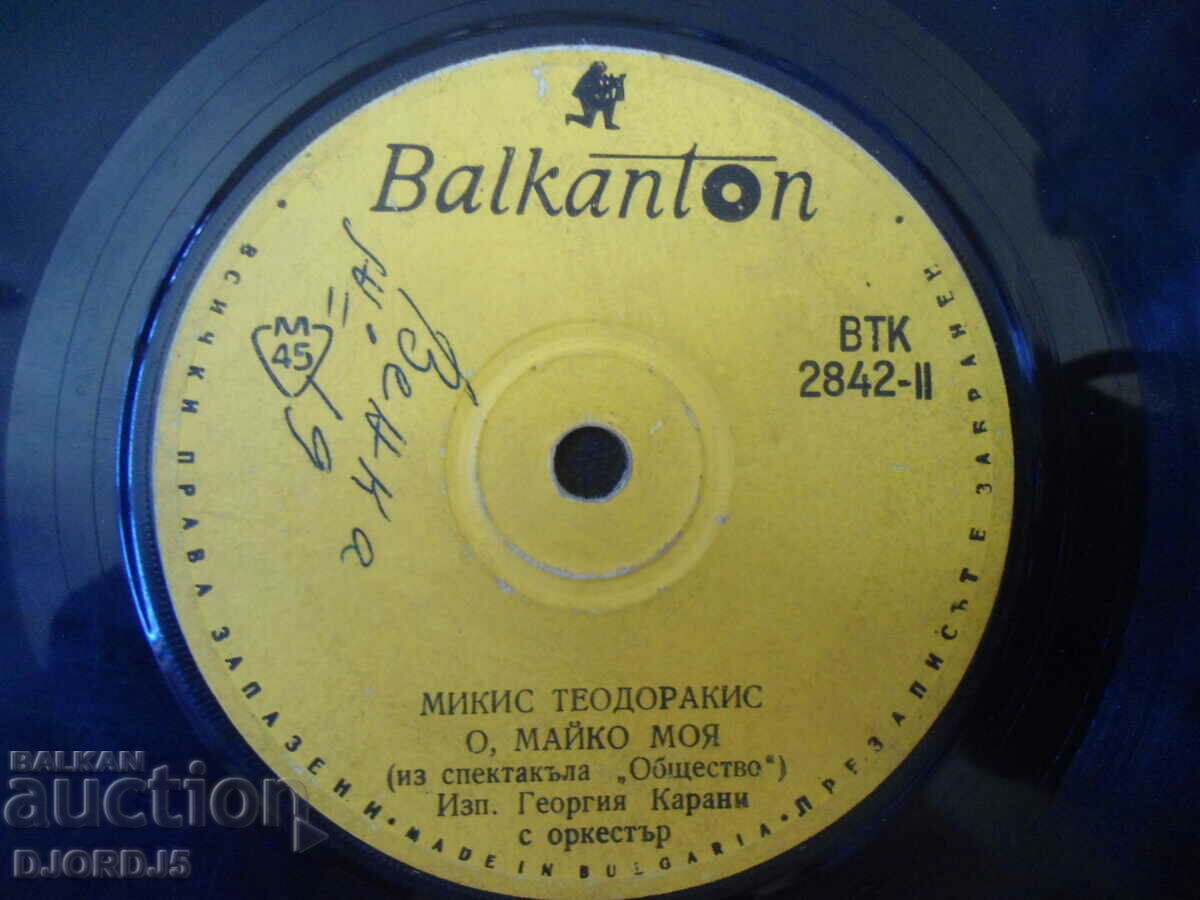 Balkanton
ВТК
2842-II
М
45
МИКИС ТЕОДОРАКИС
О, МАЙКО МОЯ
(из спектакъла „Общество“)
Изп. Георгия Карани
с оркестър
• ВСИЧКИ ПРАВА ЗАПАЗЕНИ • MADE IN BULGARIA • ПРЕЗАПИСЪТ Е ЗАБРАНЕН •
BALKAN
auction
DJORD_J5